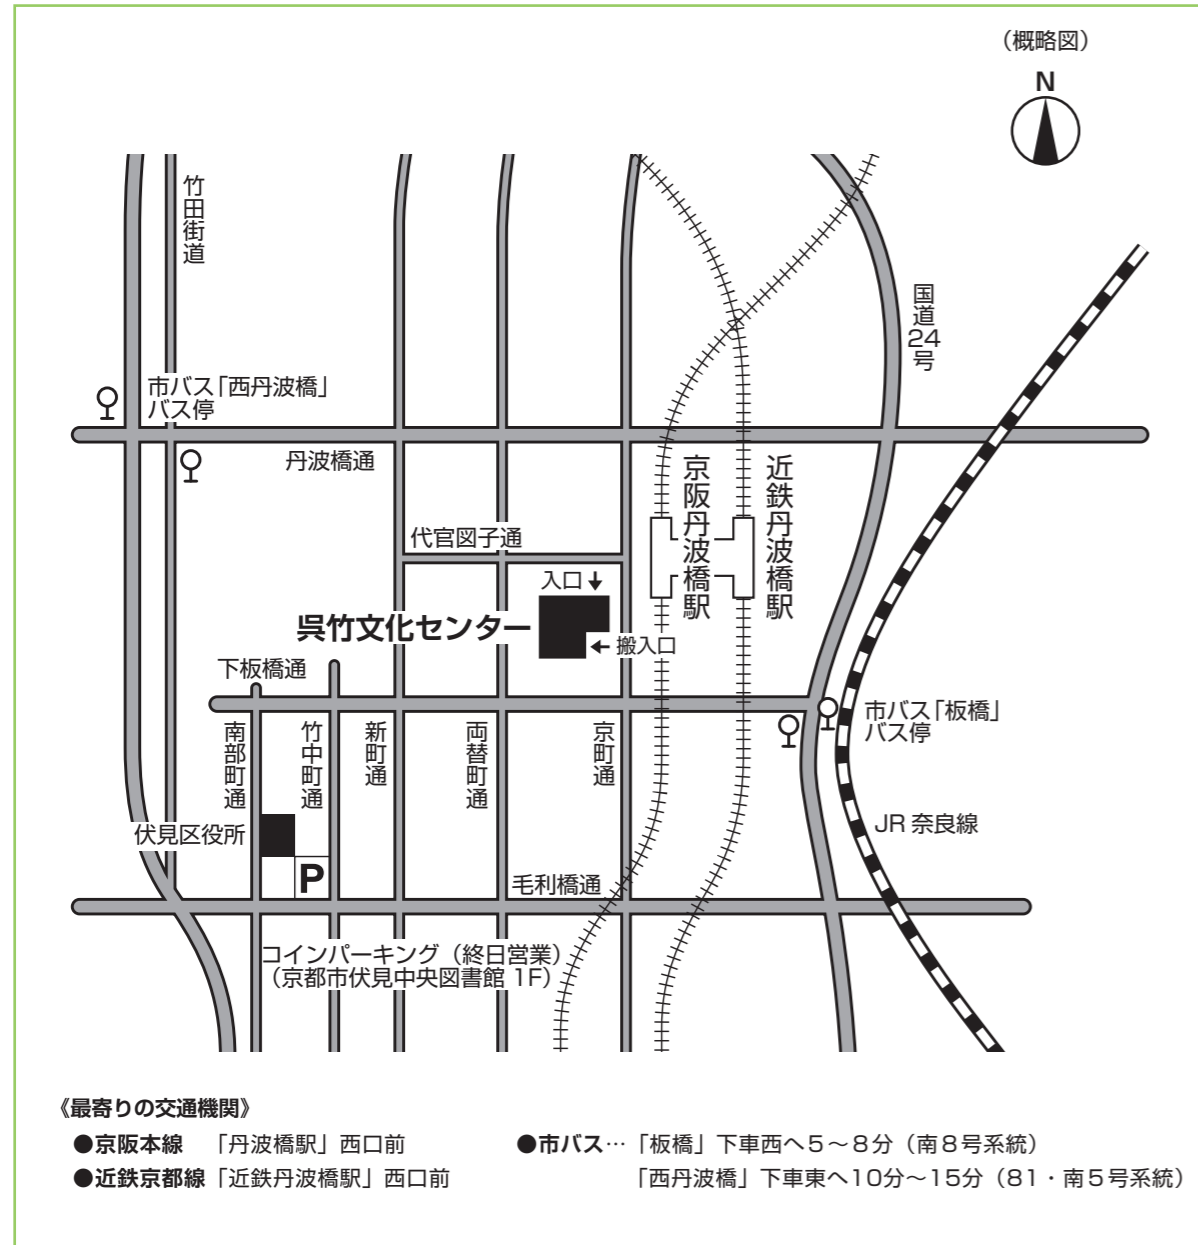 （概略図）
N
竹田街道
国道24号
市バス「西丹波橋」
バス停
丹波橋通
京阪丹波橋駅
近鉄丹波橋駅
代官図子通
入口
呉竹文化センター
搬入口
下板橋通
市バス「板橋」
バス停
南部町通
竹中町通
新町通
両替町通
京町通
伏見区役所
JR 奈良線
P
毛利橋通
コインパーキング（終日営業）
（京都市伏見中央図書館 1F）
《最寄りの交通機関》
●京阪本線 「丹波橋駅」西口前
●近鉄京都線「近鉄丹波橋駅」西口前
●市バス…「板橋」下車西へ5～8分（南8号系統）
「西丹波橋」下車東へ10分～15分（81・南5号系統）